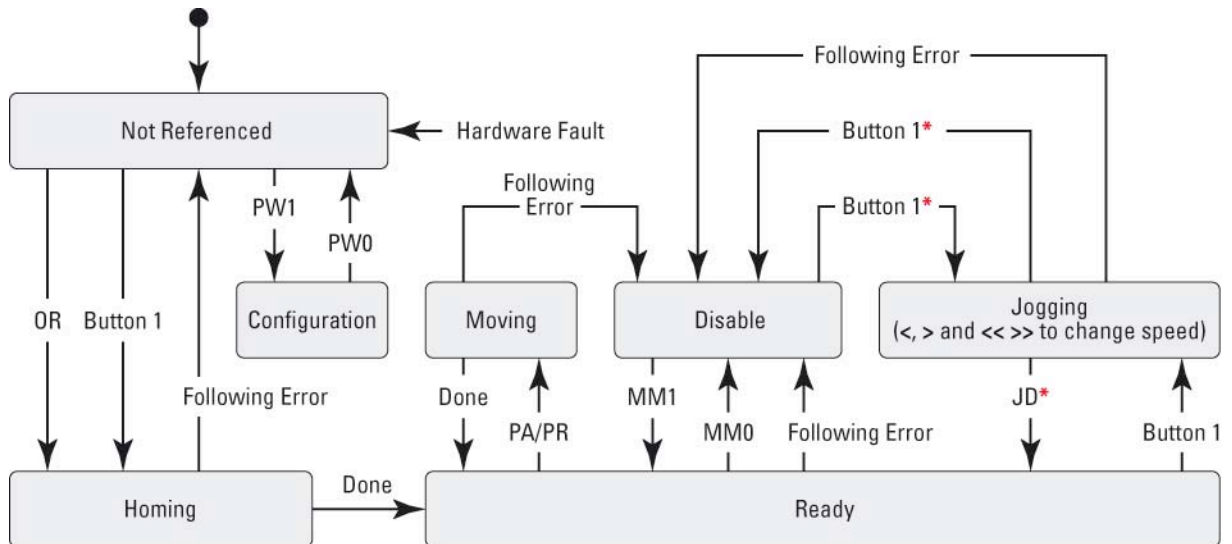 Following Error
Not Referenced
Hardware Fault
Button 1*
Following
Error
PW1
Button 1*
PW0
OR
Button 1
Configuration
Moving
Disable
Jogging
(<, > and << >> to change speed)
Following Error
Done
PA/PR
MM1
MM0
Following Error
JD*
Button 1
Homing
Done
Ready